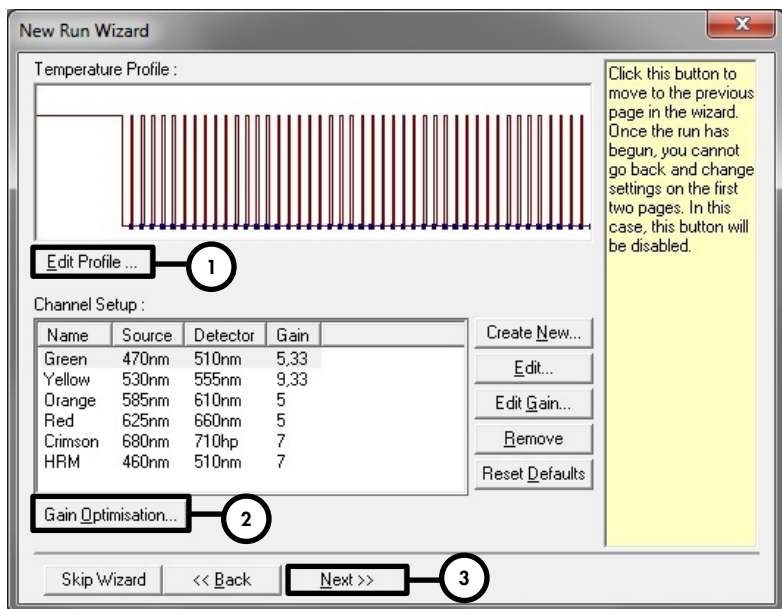 New Run Wizard
Temperature Profile :
Edit Profile ...
1
Channel Setup :
Name Source Detector Gain
Green 470nm 510nm 5,33
Yellow 530nm 555nm 9,33
Orange 585nm 610nm 5
Red 625nm 660nm 5
Crimson 680nm 710hp 7
HRM 460nm 510nm 7
Create New...
Edit...
Edit Gain...
Remove
Reset Defaults
Gain Optimisation...
2
Skip Wizard << Back Next >>
3
Click this button to
move to the previous
page in the wizard.
Once the run has
begun, you cannot
go back and change
settings on the first
two pages. In this
case, this button will
be disabled.